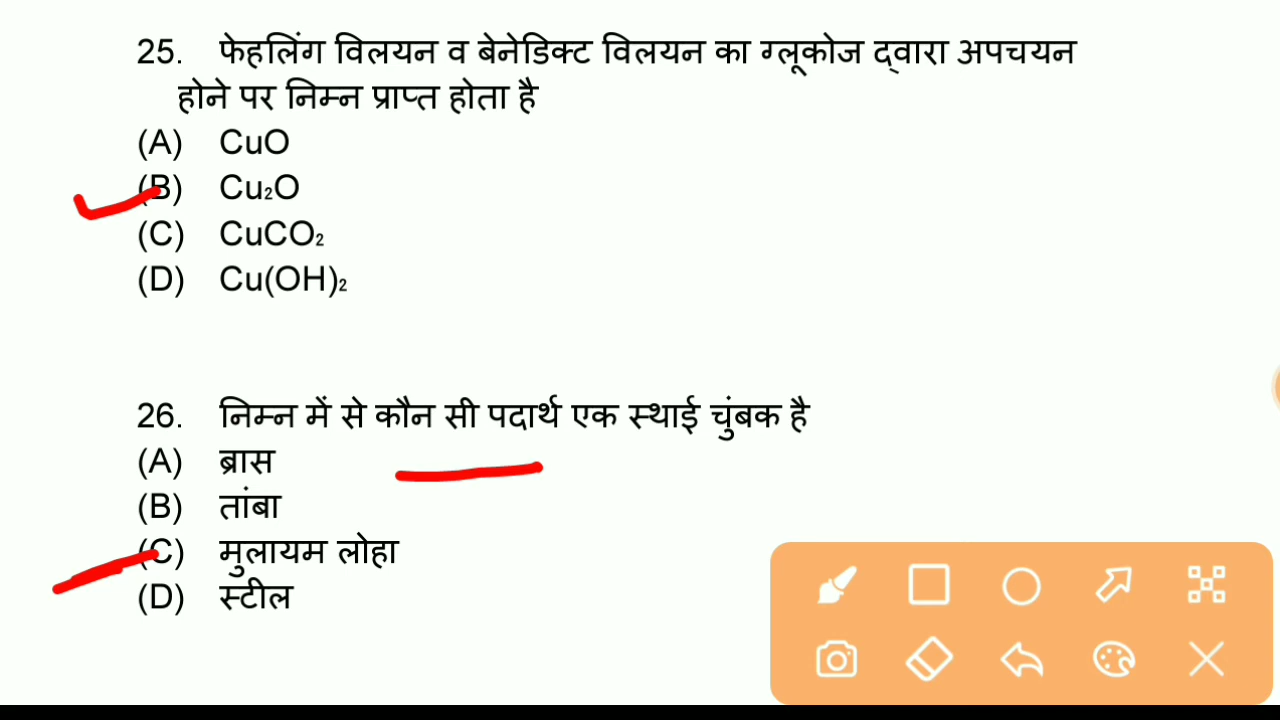 25. फेहलिंग विलयन व बेनेडिक्ट विलयन का ग्लूकोज द्वारा अपचयन
होने पर निम्न प्राप्त होता है
(A) CuO
(B) Cu₂O
(C) CuCO₂
(D) Cu(OH)₂
26. निम्न में से कौन सी पदार्थ एक स्थाई चुंबक है
(A) ब्रास
(B) तांबा
(C) मुलायम लोहा
(D) स्टील